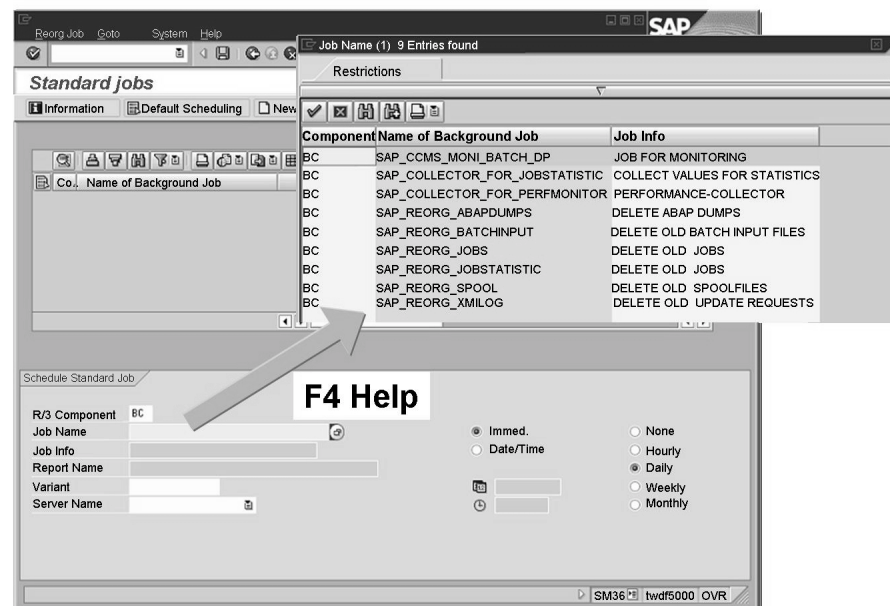 Reorg Job Goto System Help
SAP
Standard jobs
Information Default Scheduling New
Co.. Name of Background Job
Job Name (1) 9 Entries found
Restrictions
Component Name of Background Job Job Info
BC SAP_CCMS_MONI_BATCH_DP JOB FOR MONITORING
BC SAP_COLLECTOR_FOR_JOBSTATISTIC COLLECT VALUES FOR STATISTICS
BC SAP_COLLECTOR_FOR_PERFMONITOR PERFORMANCE-COLLECTOR
BC SAP_REORG_ABAPDUMPS DELETE ABAP DUMPS
BC SAP_REORG_BATCHINPUT DELETE OLD BATCH INPUT FILES
BC SAP_REORG_JOBS DELETE OLD JOBS
BC SAP_REORG_JOBSTATISTIC DELETE OLD JOBS
BC SAP_REORG_SPOOL DELETE OLD SPOOLFILES
BC SAP_REORG_XMILOG DELETE OLD UPDATE REQUESTS
Schedule Standard Job
F4 Help
R/3 Component BC
Job Name Immed. None
Job Info Date/Time Hourly
Report Name Daily
Variant Weekly
Server Name Monthly
SM36 twdf5000 OVR